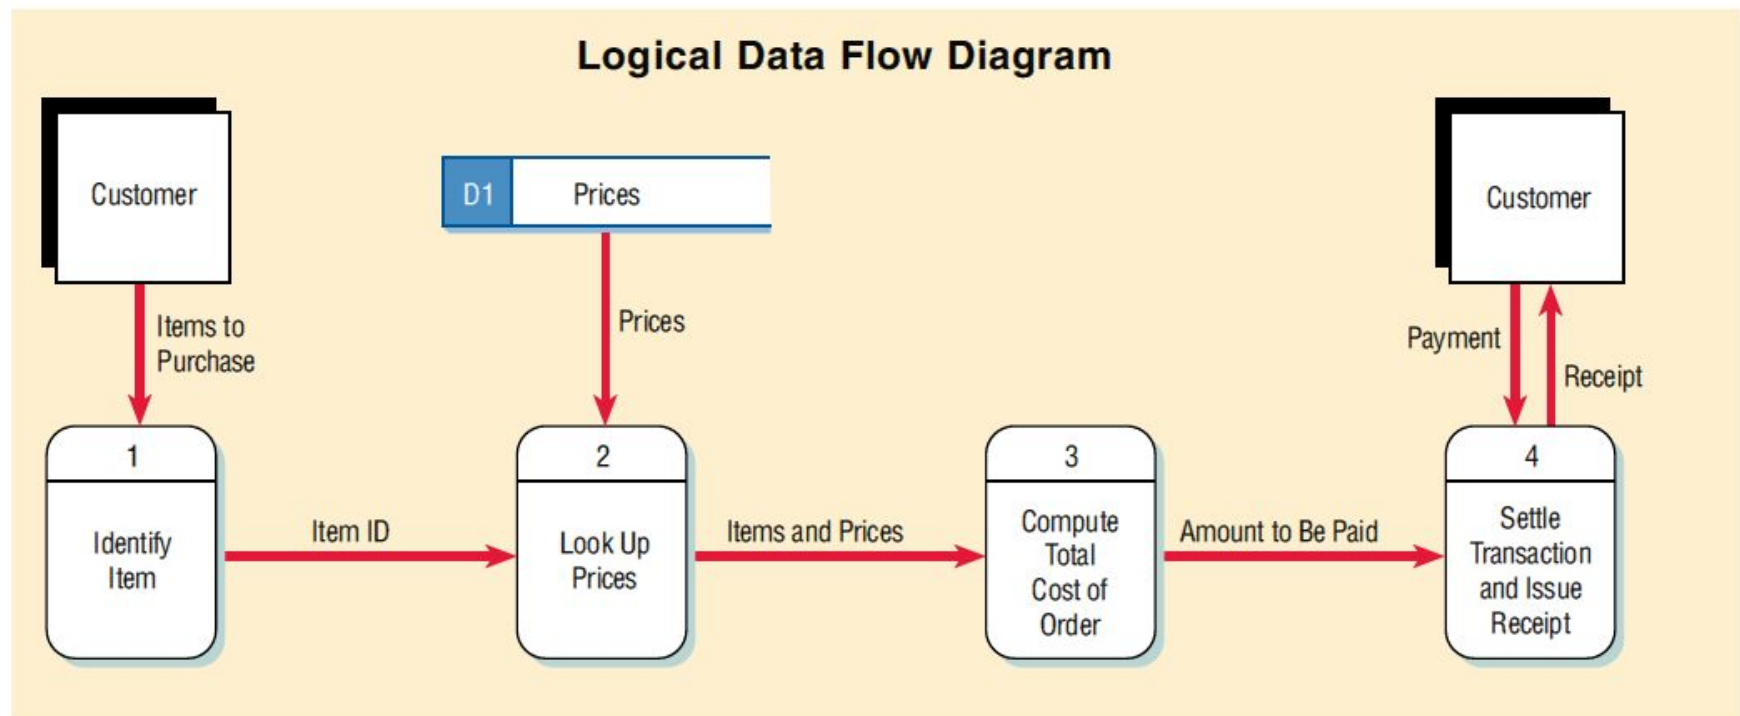 Logical Data Flow Diagram
Customer
D1 Prices
Customer
Items to
Purchase
Prices
Payment
Receipt
1
Identify
Item
Item ID
2
Look Up
Prices
Items and Prices
3
Compute
Total
Cost of
Order
Amount to Be Paid
4
Settle
Transaction
and Issue
Receipt